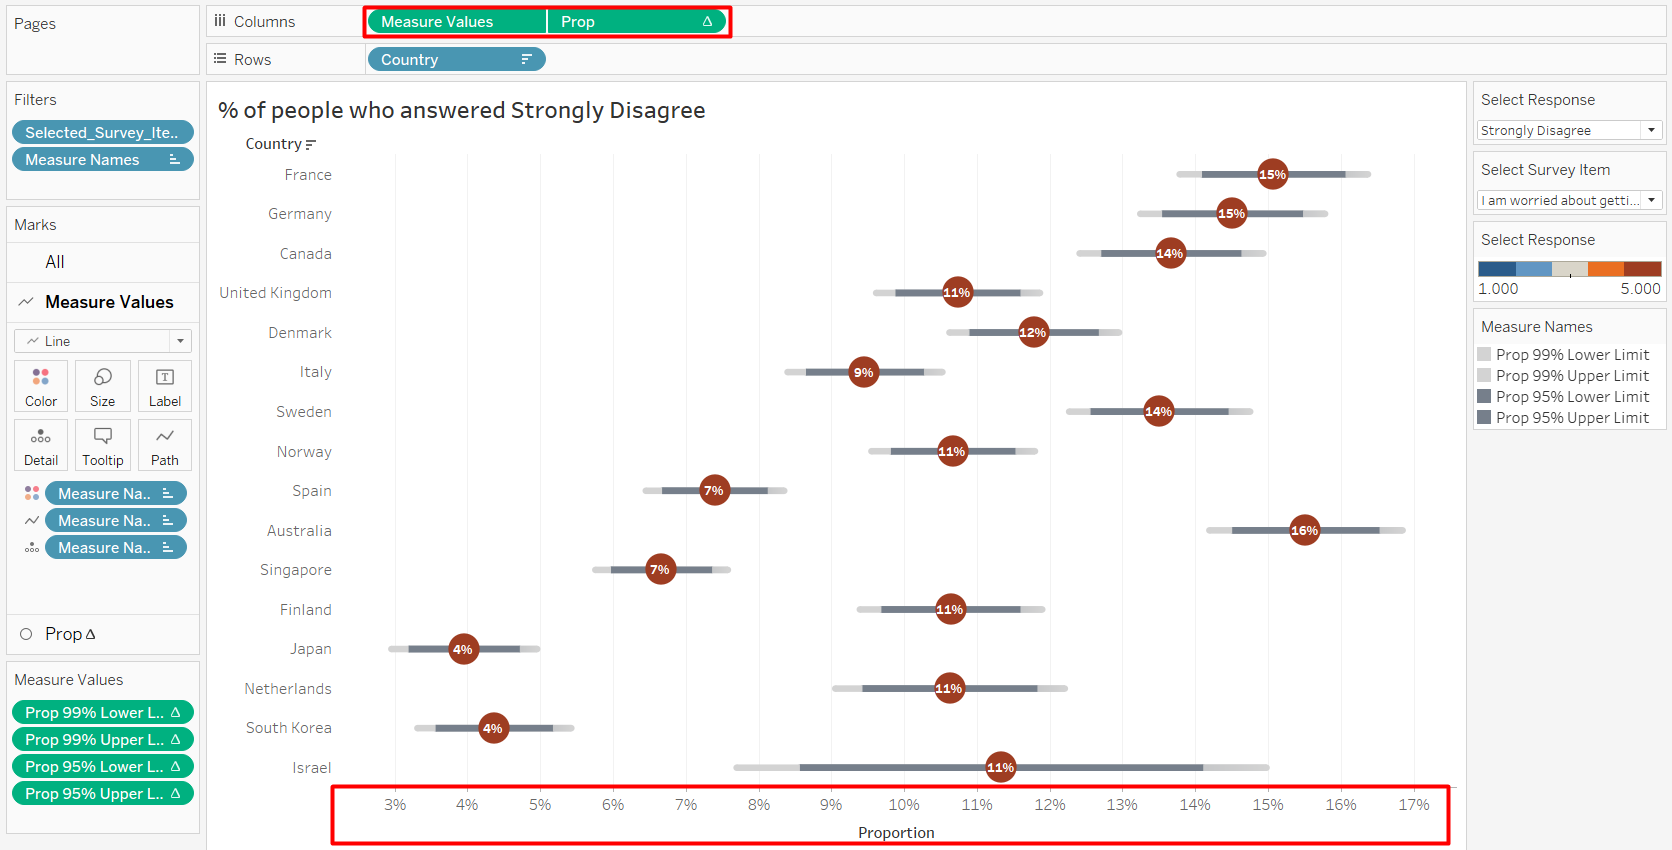 Pages
Columns
Measure Values
Prop Δ
Rows
Country
Filters
Selected_Survey_Ite..
Measure Names
Marks
All
Measure Values
Line
Color
Size
Label
Detail
Tooltip
Path
Measure Na..
Measure Na..
Measure Na..
Prop Δ
Measure Values
Prop 99% Lower L.. Δ
Prop 99% Upper L.. Δ
Prop 95% Lower L.. Δ
Prop 95% Upper L.. Δ
% of people who answered Strongly Disagree
Country
France 15%
Germany 15%
Canada 14%
United Kingdom 11%
Denmark 12%
Italy 9%
Sweden 14%
Norway 11%
Spain 7%
Australia 16%
Singapore 7%
Finland 11%
Japan 4%
Netherlands 11%
South Korea 4%
Israel 11%
3% 4% 5% 6% 7% 8% 9% 10% 11% 12% 13% 14% 15% 16% 17%
Proportion
Select Response
Strongly Disagree
Select Survey Item
I am worried about getti...
Select Response
1.000 5.000
Measure Names
Prop 99% Lower Limit
Prop 99% Upper Limit
Prop 95% Lower Limit
Prop 95% Upper Limit